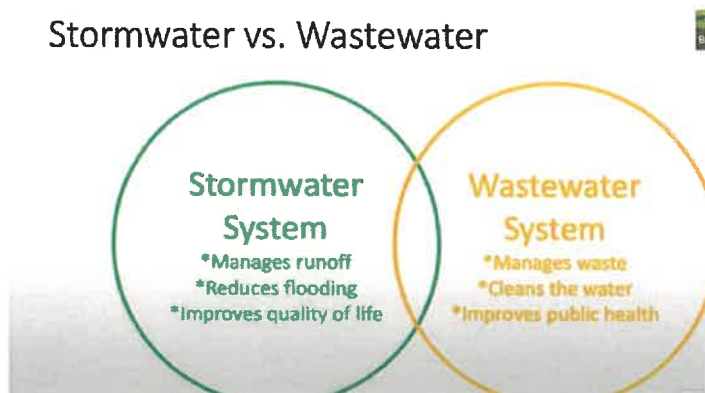 Stormwater vs. Wastewater
Stormwater
System
*Manages runoff
*Reduces flooding
*Improves quality of life
Wastewater
System
*Manages waste
*Cleans the water
*Improves public health